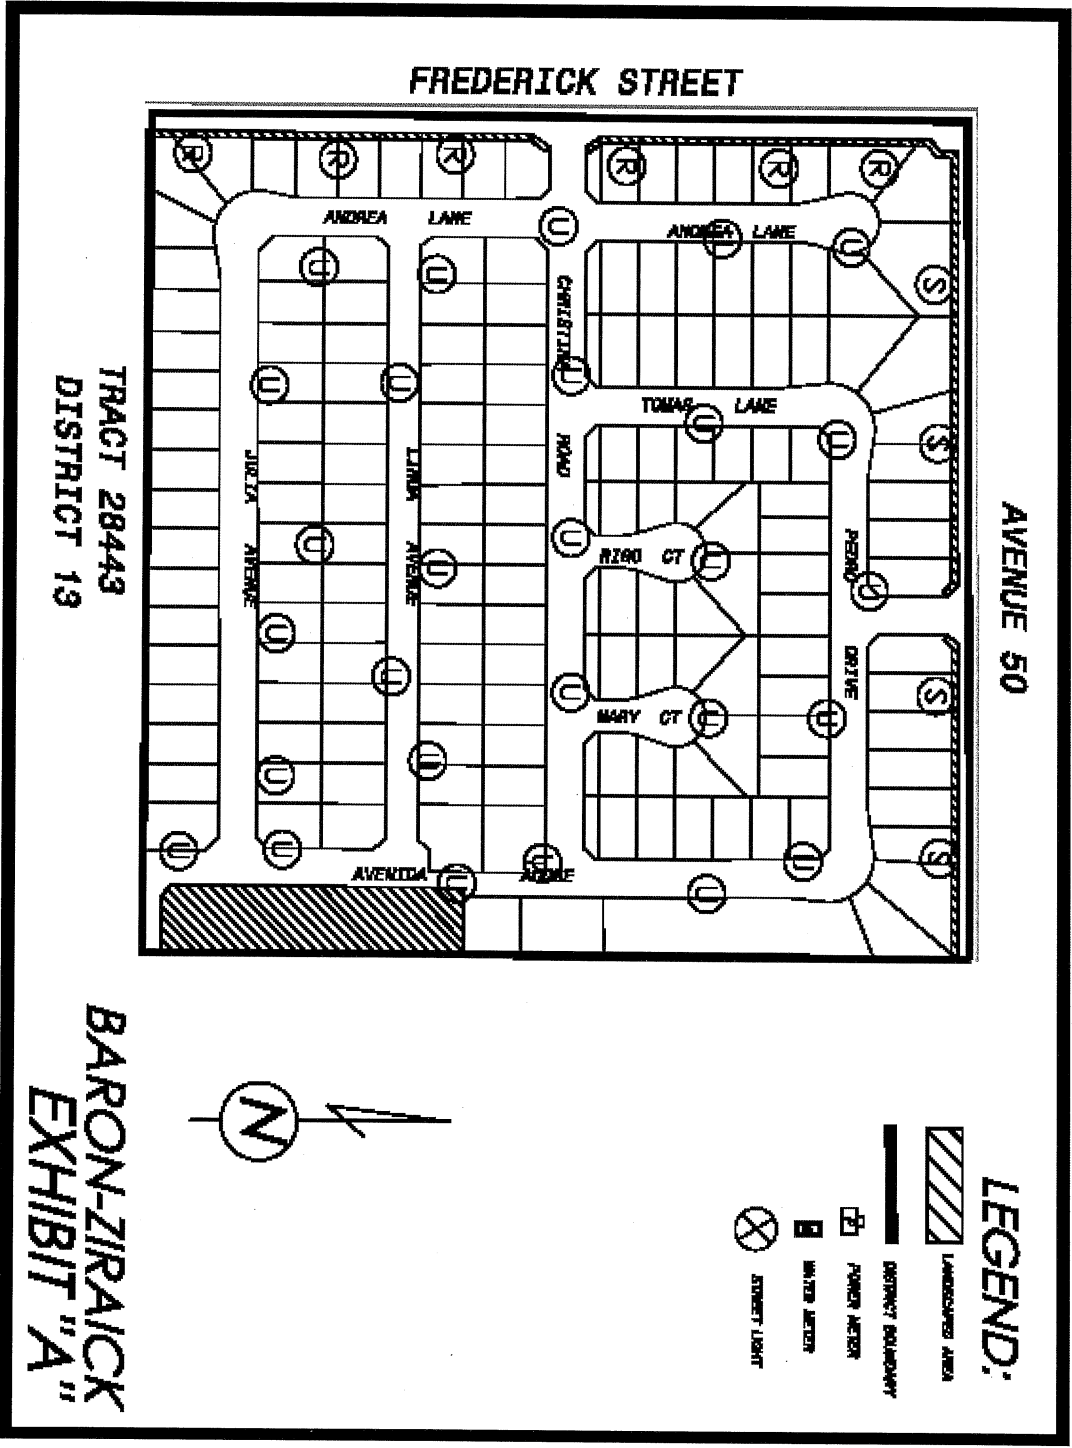 FREDERICK STREET
R
R
R
R
R
R
ANDREA LANE
U
ANDREA LANE
U
U
U
U
S
CHRISTINA ROAD
U
U
U
TOMAS LANE
U
U
S
JULIA AVENUE
LINDA AVENUE
U
U
U
RIGO CT
U
PEDRO DRIVE
U
U
U
U
U
MARY CT
U
U
S
U
U
U
U
U
U
U
S
AVENIDA ADOBE
U
U
AVENUE 50
TRACT 28443
DISTRICT 13
N
LEGEND:
LANDSCAPED AREA
DISTRICT BOUNDARY
P
POWER METER
WATER METER
STREET LIGHT
BARON-ZIRAICK
EXHIBIT "A"